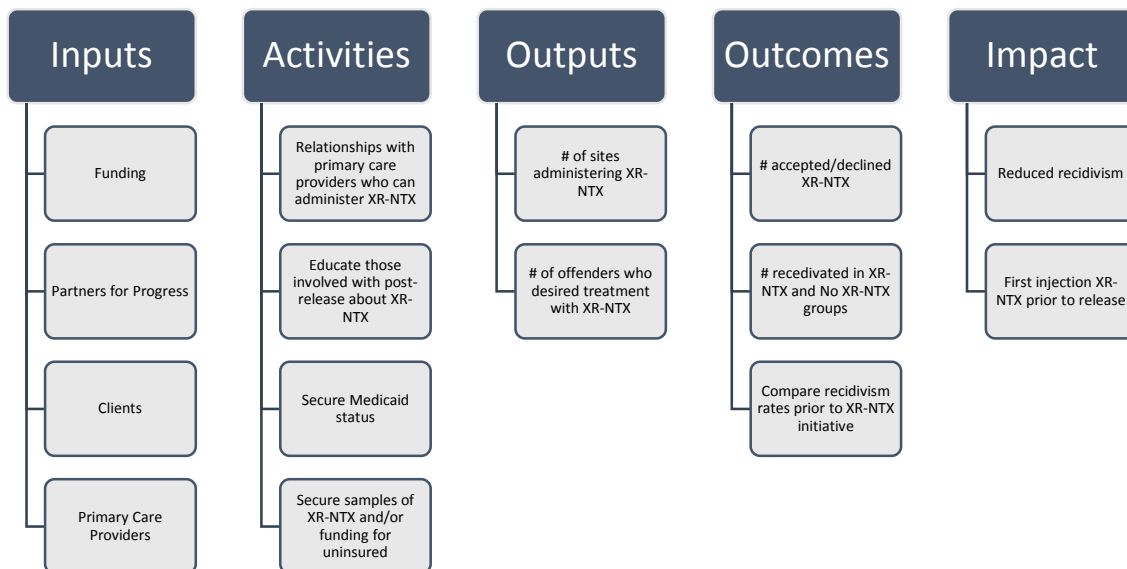 Inputs
Funding
Partners for Progress
Clients
Primary Care
Providers
Activities
Relationships with
primary care
providers who can
administer XR-NTX
Educate those
involved with post-
release about XR-
NTX
Secure Medicaid
status
Secure samples of
XR-NTX and/or
funding for
uninsured
Outputs
# of sites
administering XR-
NTX
# of offenders who
desired treatment
with XR-NTX
Outcomes
# accepted/declined
XR-NTX
# recedivated in XR-
NTX and No XR-NTX
groups
Compare recidivism
rates prior to XR-NTX
initiative
Impact
Reduced recidivism
First injection XR-
NTX prior to release